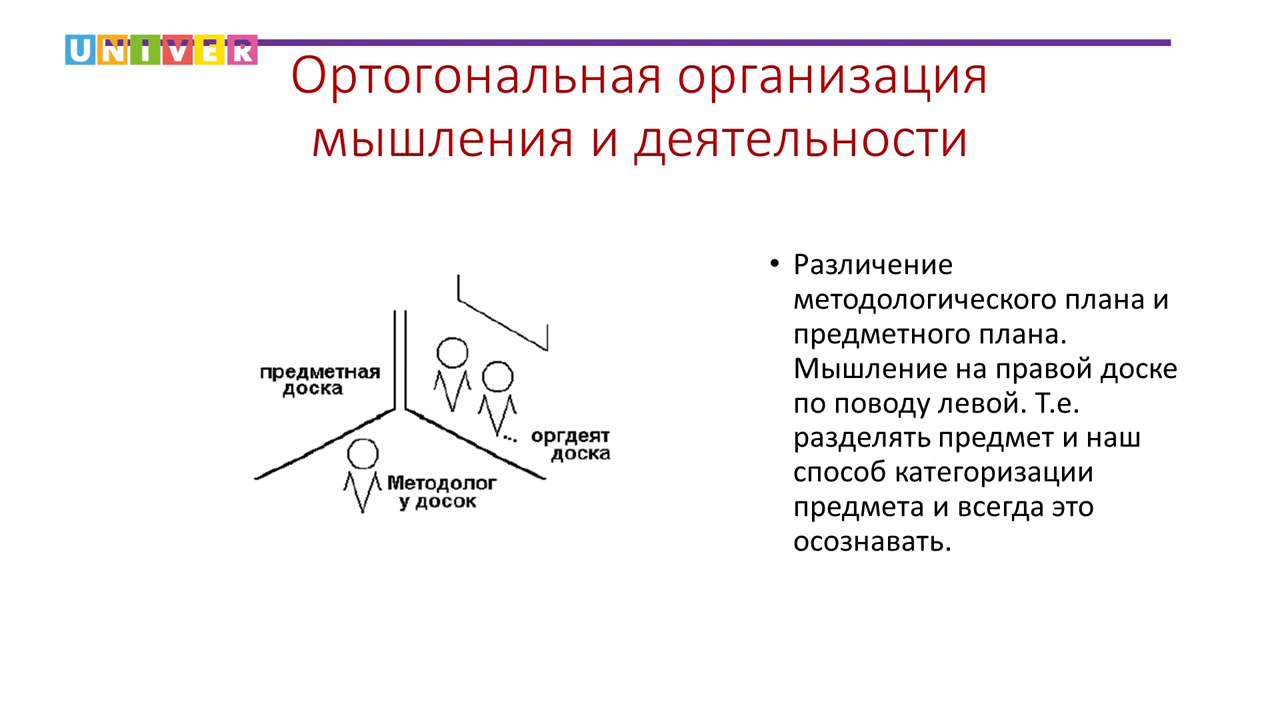 UNIVER
Ортогональная организация
мышления и деятельности
предметная
доска
оргдеят
доска
Методолог
у досок
• Различение
методологического плана и
предметного плана.
Мышление на правой доске
по поводу левой. Т.е.
разделять предмет и наш
способ категоризации
предмета и всегда это
осознавать.